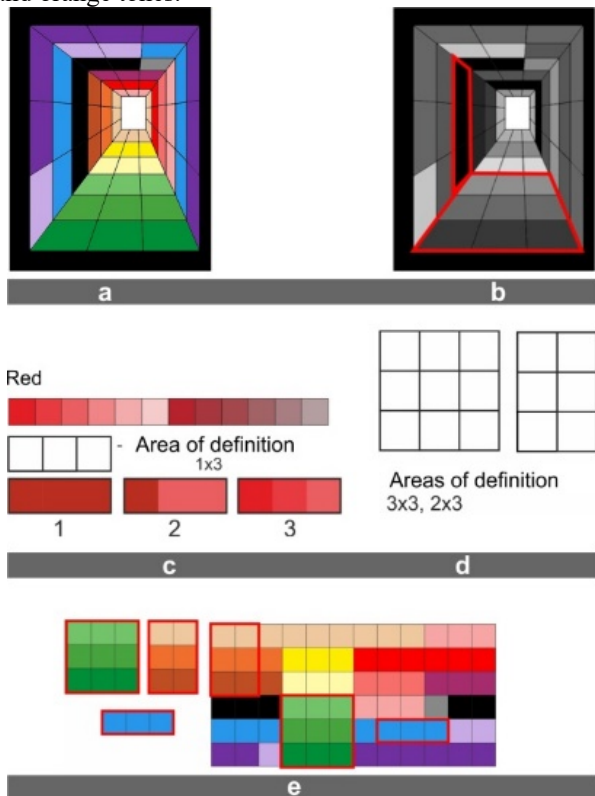 and orange tones.
a
b
Red
- Area of definition
1x3
1
2
3
Areas of definition
3x3, 2x3
c
d
e